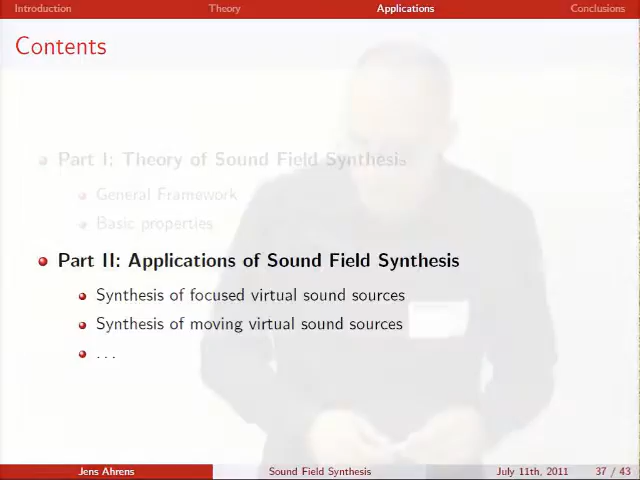 Introduction Theory Applications Conclusions
Contents
Part I: Theory of Sound Field Synthesis
General Framework
Basic properties
Part II: Applications of Sound Field Synthesis
Synthesis of focused virtual sound sources
Synthesis of moving virtual sound sources
. . .
Jens Ahrens Sound Field Synthesis July 11th, 2011 37 / 43